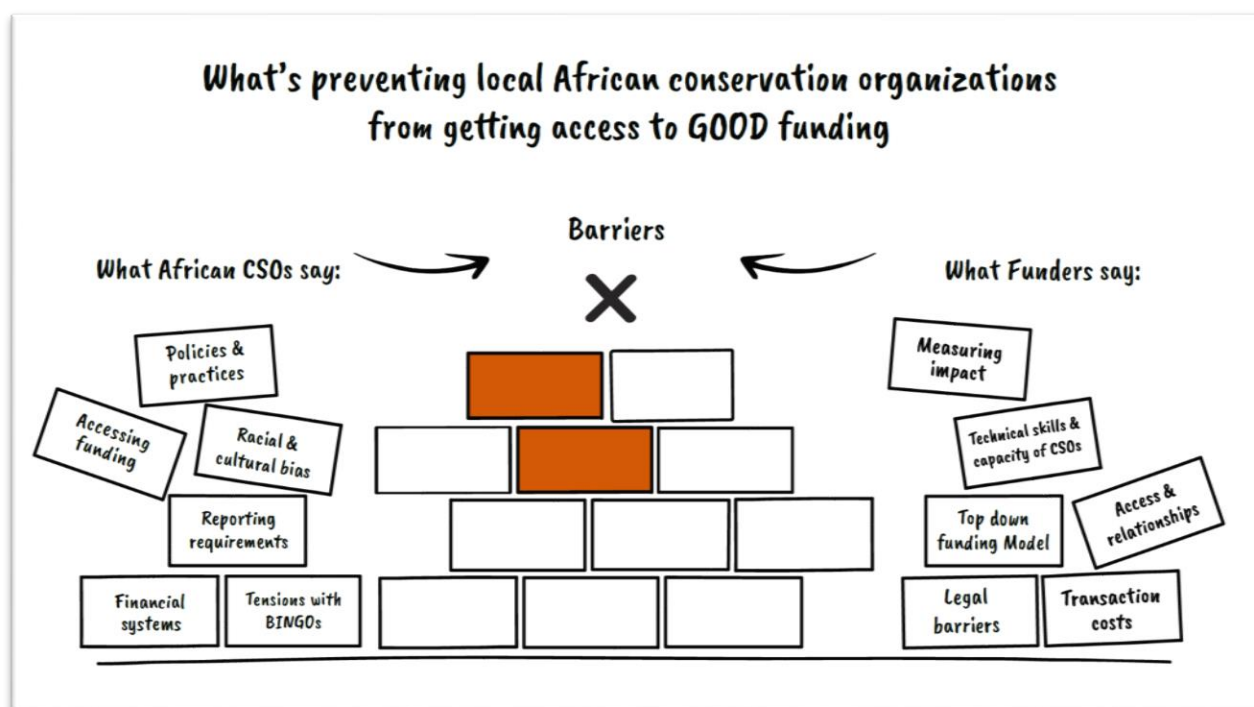 What's preventing local African conservation organizations
from getting access to GOOD funding
Barriers
What African CSOs say:
What Funders say:
Policies &
practices
Accessing
funding
Racial &
cultural bias
Reporting
requirements
Financial
systems
Tensions with
BINGOs
Measuring
impact
Technical skills &
capacity of CSOs
Access &
relationships
Top down
funding Model
Legal
barriers
Transaction
costs